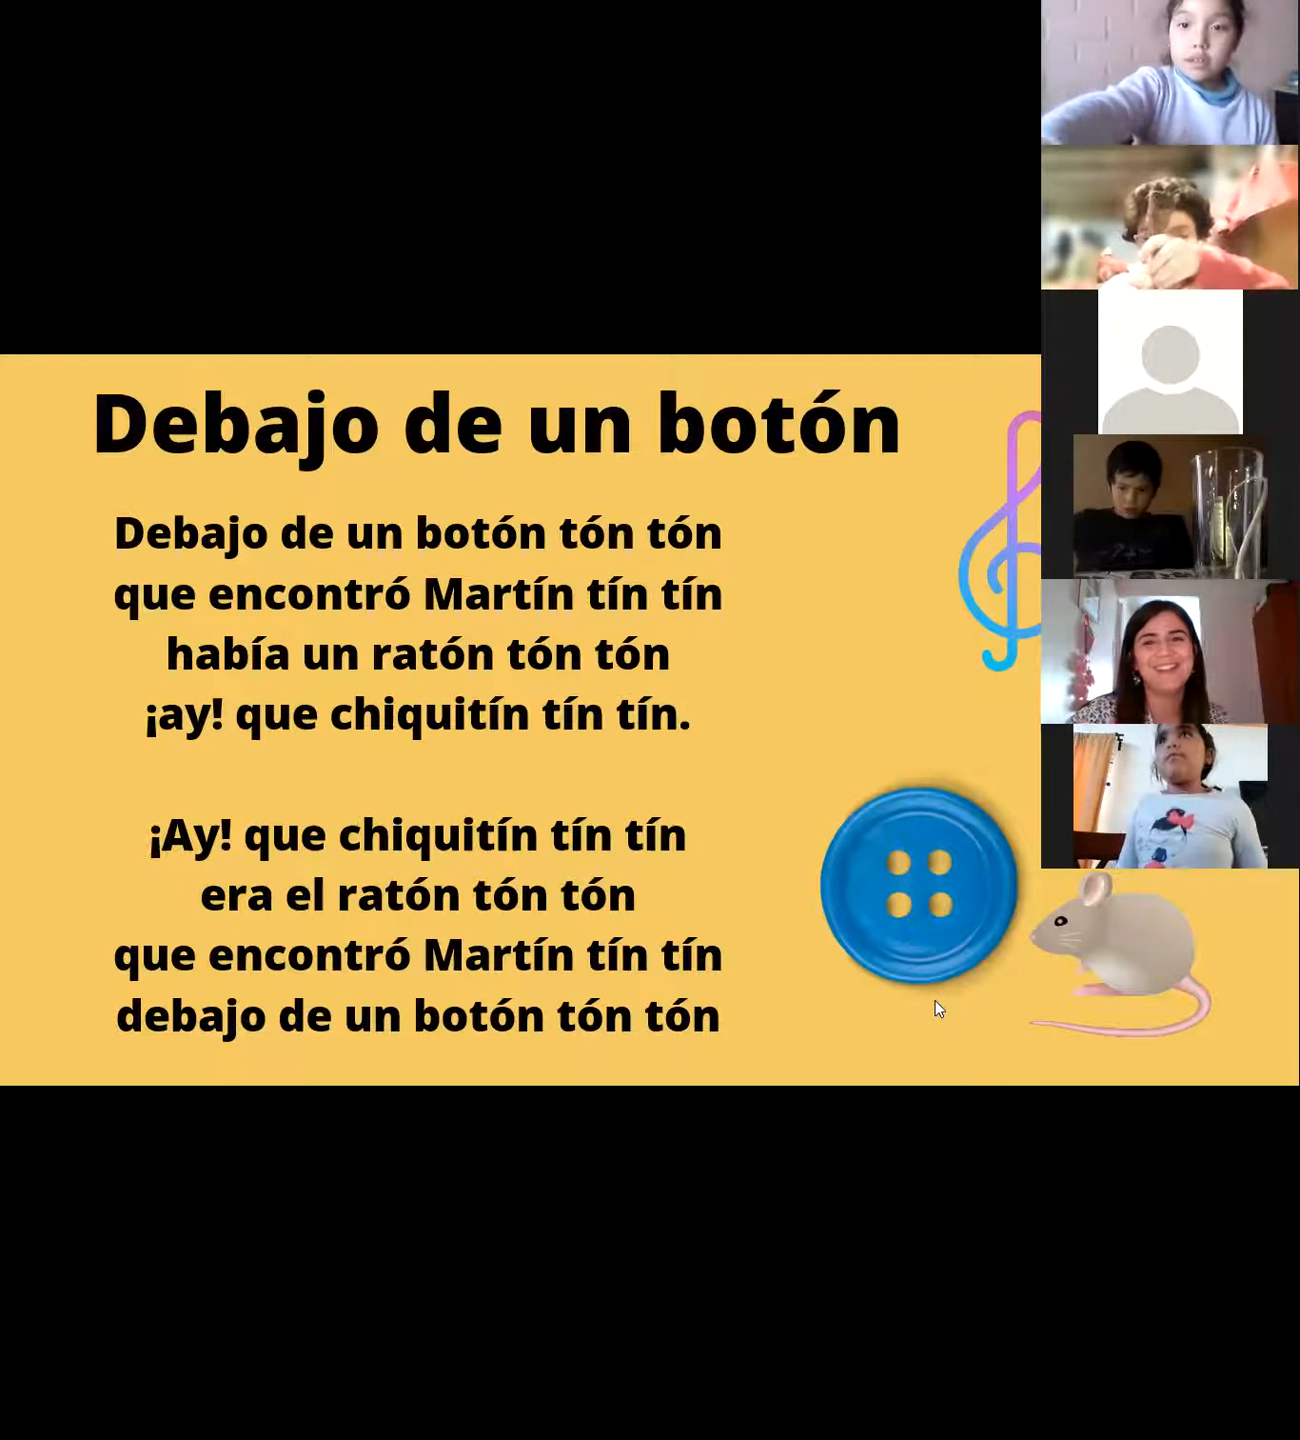 Debajo de un botón
Debajo de un botón tón tón
que encontró Martín tín tín
había un ratón tón tón
¡ay! que chiquitín tín tín.
¡Ay! que chiquitín tín tín
era el ratón tón tón
que encontró Martín tín tín
debajo de un botón tón tón